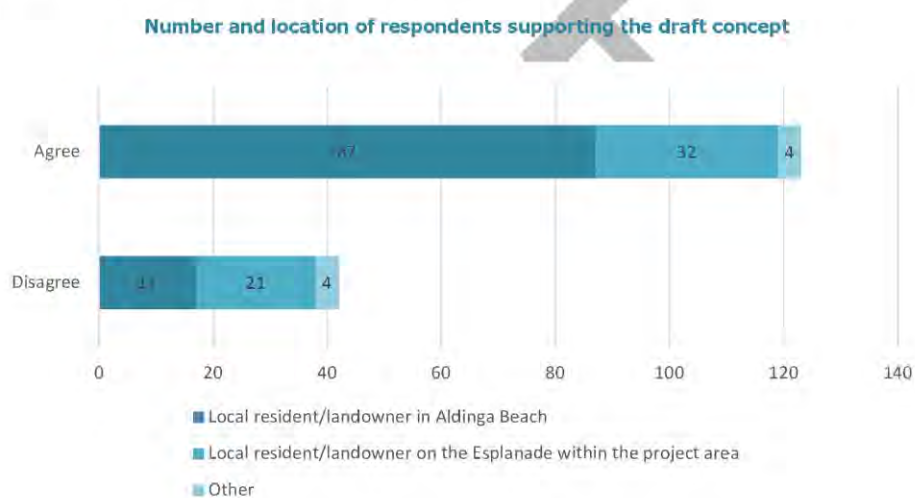 Number and location of respondents supporting the draft concept
Agree
87
32
4
Disagree
17
21
4
0
20
40
60
80
100
120
140
Local resident/landowner in Aldinga Beach
Local resident/landowner on the Esplanade within the project area
Other